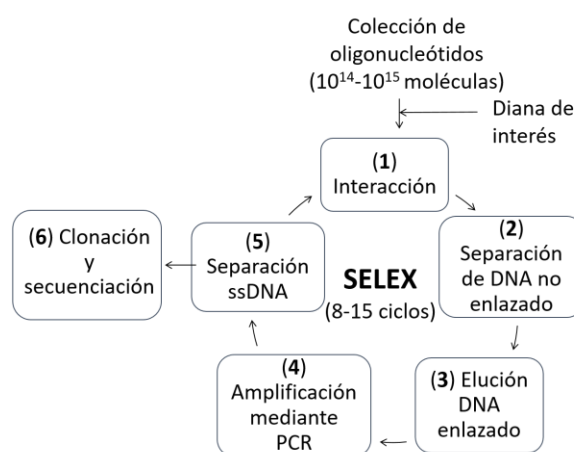 Colección de
oligonucleótidos
(10¹⁴-10¹⁵ moléculas)
Diana de
interés
(1)
Interacción
(2)
Separación
de DNA no
enlazado
(3) Elución
DNA
enlazado
(4)
Amplificación
mediante
PCR
(5)
Separación
ssDNA
(6) Clonación
y
secuenciación
SELEX
(8-15 ciclos)